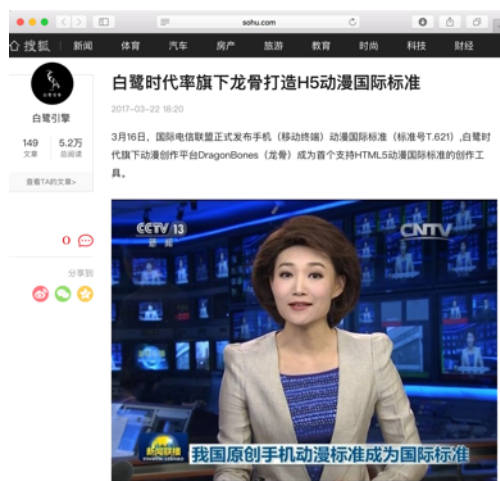 sohu.com
搜狐 新闻 体育 汽车 房产 旅游 教育 时尚 科技 财经
白鹭引擎
149 5.2万
文章 总阅读
查看TA的文章>
0
分享到
白鹭时代率旗下龙骨打造H5动漫国际标准
2017-03-22 18:20
3月16日，国际电信联盟正式发布手机（移动终端）动漫国际标准（标准号T.621）,白鹭时
代旗下动漫创作平台DragonBones（龙骨）成为首个支持HTML5动漫国际标准的创作工
具。
CCTV 13
新闻
CNTV
新闻联播
我国原创手机动漫标准成为国际标准